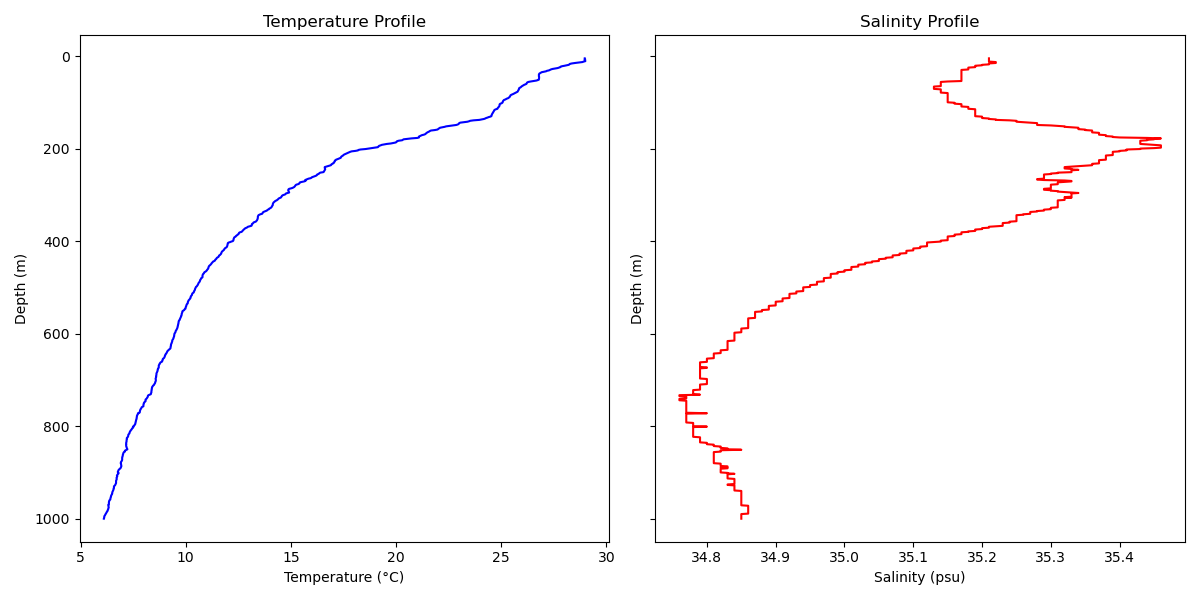 Temperature Profile
Salinity Profile
0
200
400
600
800
1000
Depth (m)
Depth (m)
5 10 15 20 25 30
34.8 34.9 35.0 35.1 35.2 35.3 35.4
Temperature (°C)
Salinity (psu)